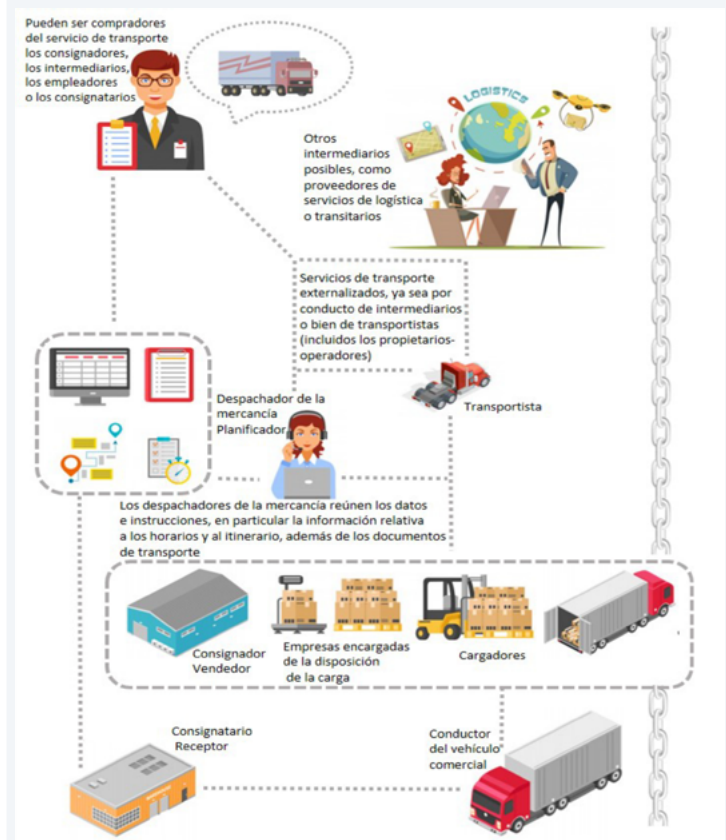 Pueden ser compradores
del servicio de transporte
los consignadores,
los intermediarios,
los empleadores
o los consignatarios
LOGISTICS
Otros
intermediarios
posibles, como
proveedores de
servicios de logística
o transitarios
Servicios de transporte
externalizados, ya sea por
conducto de intermediarios
o bien de transportistas
(incluidos los propietarios-
operadores)
Transportista
Despachador de la
mercancía
Planificador
Los despachadores de la mercancía reúnen los datos
e instrucciones, en particular la información relativa
a los horarios y al itinerario, además de los documentos
de transporte
Consignador
Vendedor
Empresas encargadas
de la disposición
de la carga
Cargadores
Consignatario
Receptor
Conductor
del vehículo
comercial